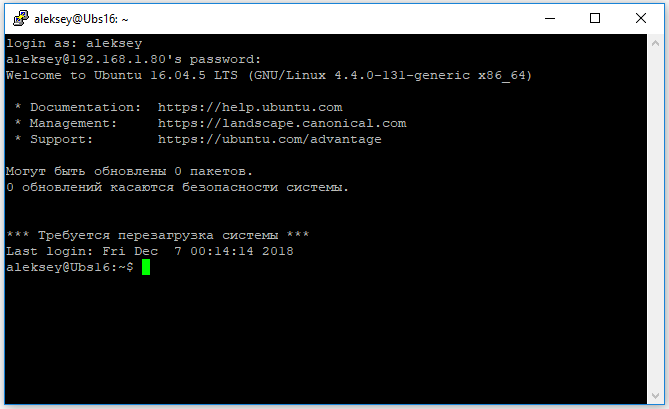 aleksey@Ubs16: ~
login as: aleksey
aleksey@192.168.1.80's password:
Welcome to Ubuntu 16.04.5 LTS (GNU/Linux 4.4.0-131-generic x86_64)
* Documentation:  https://help.ubuntu.com
* Management:     https://landscape.canonical.com
* Support:        https://ubuntu.com/advantage
Могут быть обновлены 0 пакетов.
0 обновлений касаются безопасности системы.
*** Требуется перезагрузка системы ***
Last login: Fri Dec  7 00:14:14 2018
aleksey@Ubs16:~$